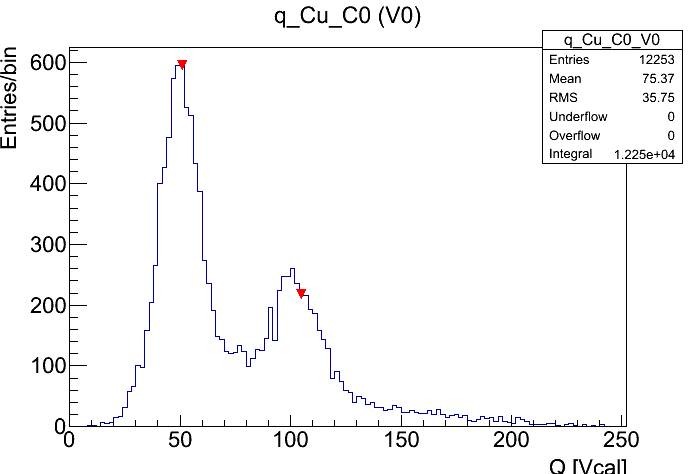 q_Cu_C0 (V0)
q_Cu_C0_V0
Entries 12253
Mean 75.37
RMS 35.75
Underflow 0
Overflow 0
Integral 1.225e+04
Entries/bin
600
500
400
300
200
100
0
0 50 100 150 200 250
Q [Vcal]